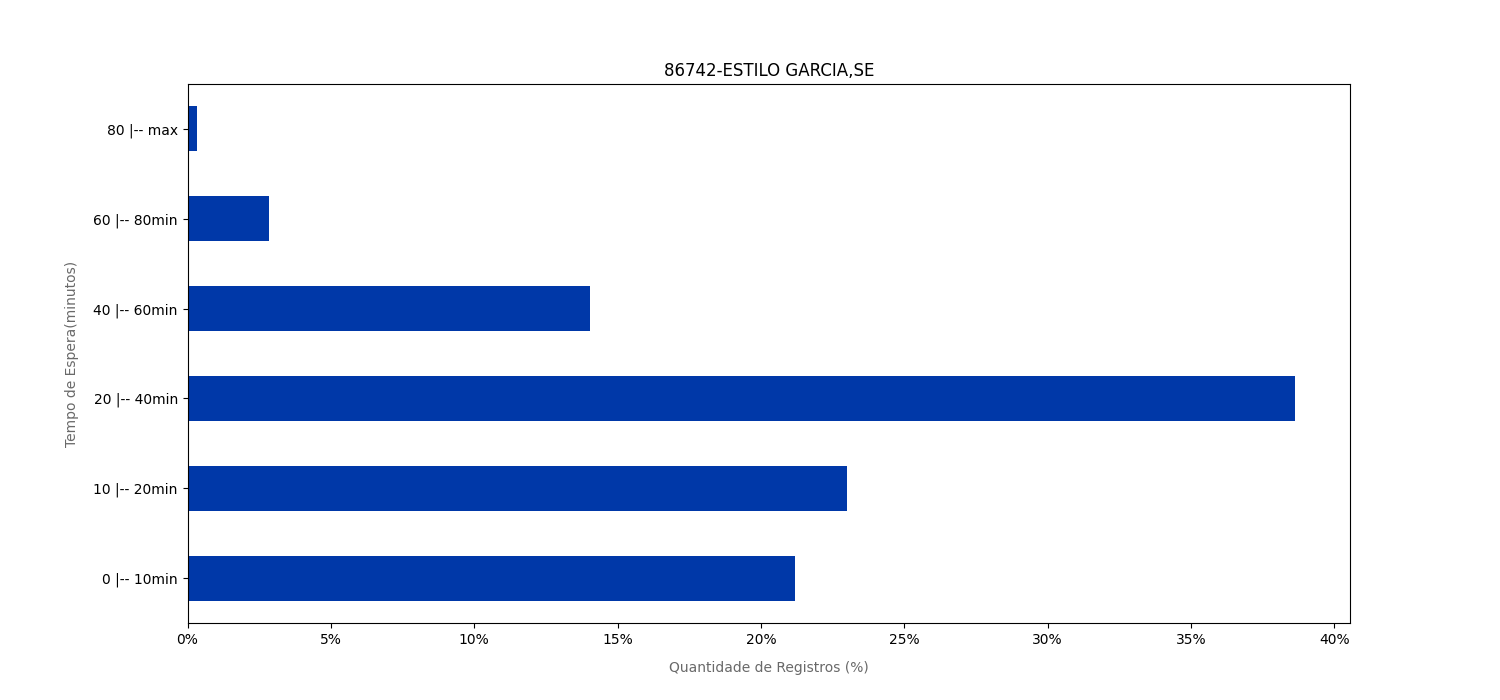 86742-ESTILO GARCIA,SE
80 |-- max
60 |-- 80min
40 |-- 60min
20 |-- 40min
10 |-- 20min
0 |-- 10min
Tempo de Espera(minutos)
0% 5% 10% 15% 20% 25% 30% 35% 40%
Quantidade de Registros (%)